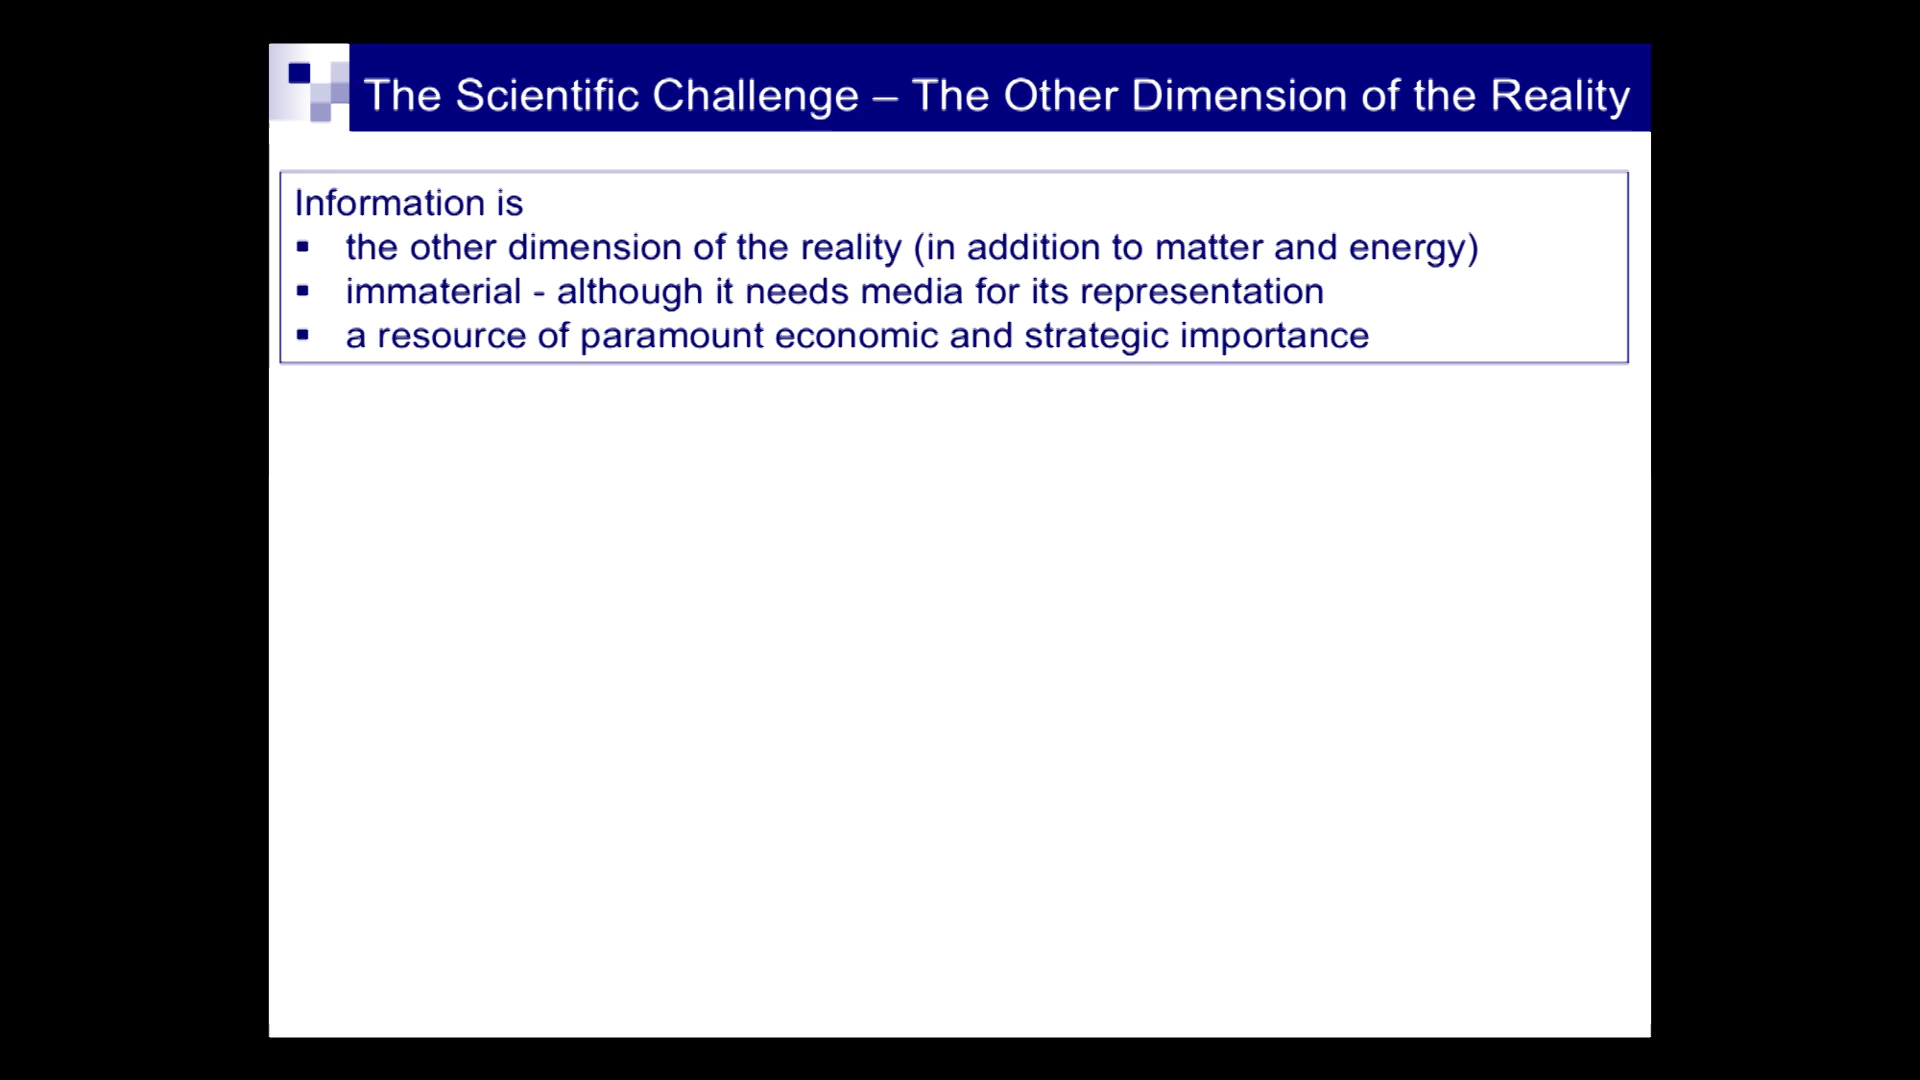 The Scientific Challenge – The Other Dimension of the Reality
Information is
▪ the other dimension of the reality (in addition to matter and energy)
▪ immaterial - although it needs media for its representation
▪ a resource of paramount economic and strategic importance